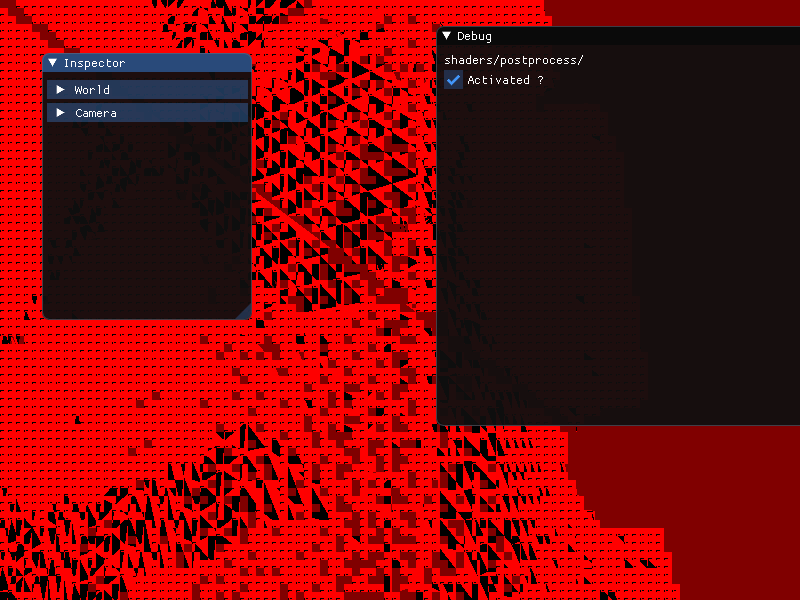 Inspector
World
Camera
Debug
shaders/postprocess/
Activated ?